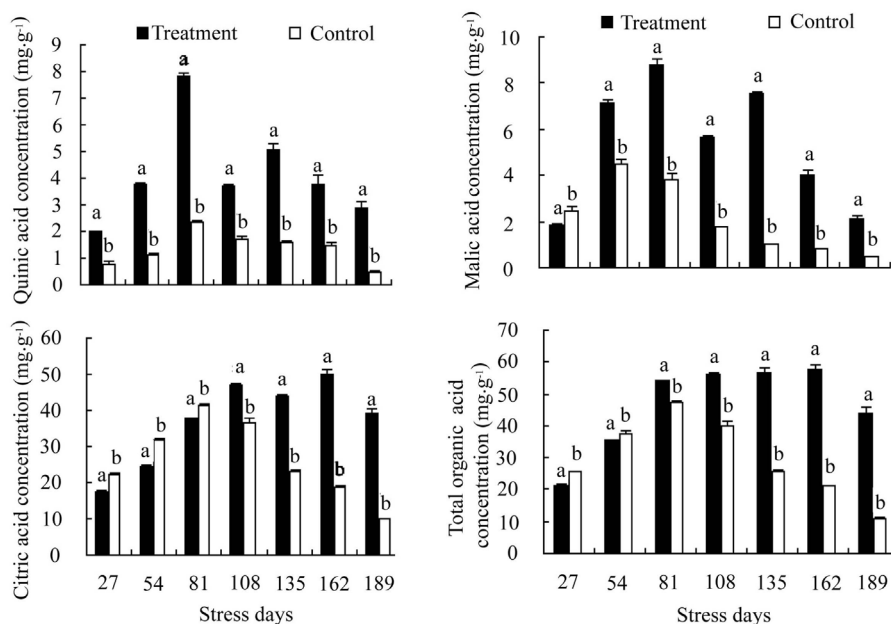 Treatment Control
Quinic acid concentration (mg·g-1)
9
8
7
6
5
4
3
2
1
0
a b a b a b a b a b a b a b
Treatment Control
Malic acid concentration (mg·g-1)
10
8
6
4
2
0
a b a b a b a b a b a b a b
Citric acid concentration (mg·g-1)
60
50
40
30
20
10
0
a b a b a b a b a b a b a b
27 54 81 108 135 162 189
Stress days
Total organic acid
concentration (mg·g-1)
70
60
50
40
30
20
10
0
a b a b a b a b a b a b a b
27 54 81 108 135 162 189
Stress days